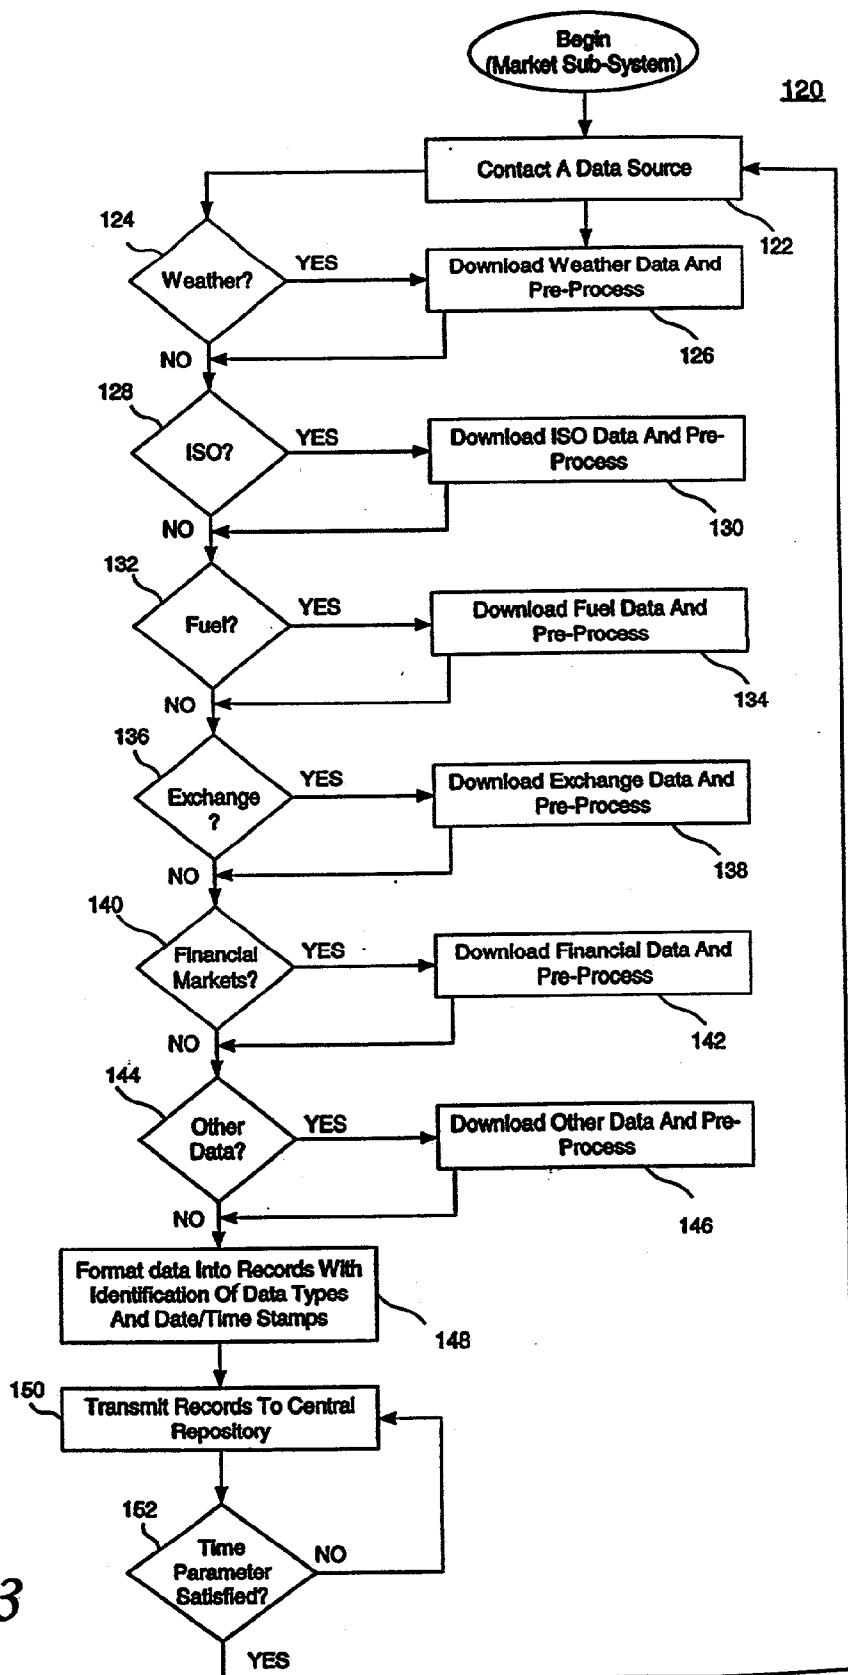 Begin
(Market Sub-System)
120
Contact A Data Source
122
124
Weather?
YES
Download Weather Data And
Pre-Process
126
NO
128
ISO?
YES
Download ISO Data And Pre-
Process
130
NO
132
Fuel?
YES
Download Fuel Data And
Pre-Process
134
NO
136
Exchange
?
YES
Download Exchange Data And
Pre-Process
138
NO
140
Financial
Markets?
YES
Download Financial Data And
Pre-Process
142
NO
144
Other
Data?
YES
Download Other Data And Pre-
Process
146
NO
Format data Into Records With
Identification Of Data Types
And Date/Time Stamps
148
150
Transmit Records To Central
Repository
152
Time
Parameter
Satisfied?
NO
3
YES